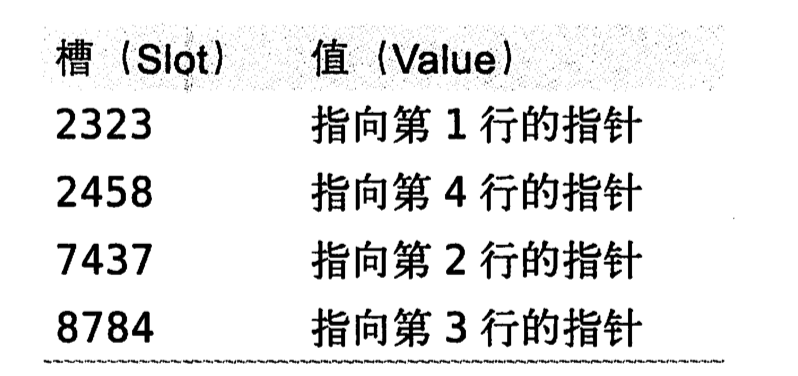 槽（Slot） 值（Value）
2323 指向第 1 行的指针
2458 指向第 4 行的指针
7437 指向第 2 行的指针
8784 指向第 3 行的指针